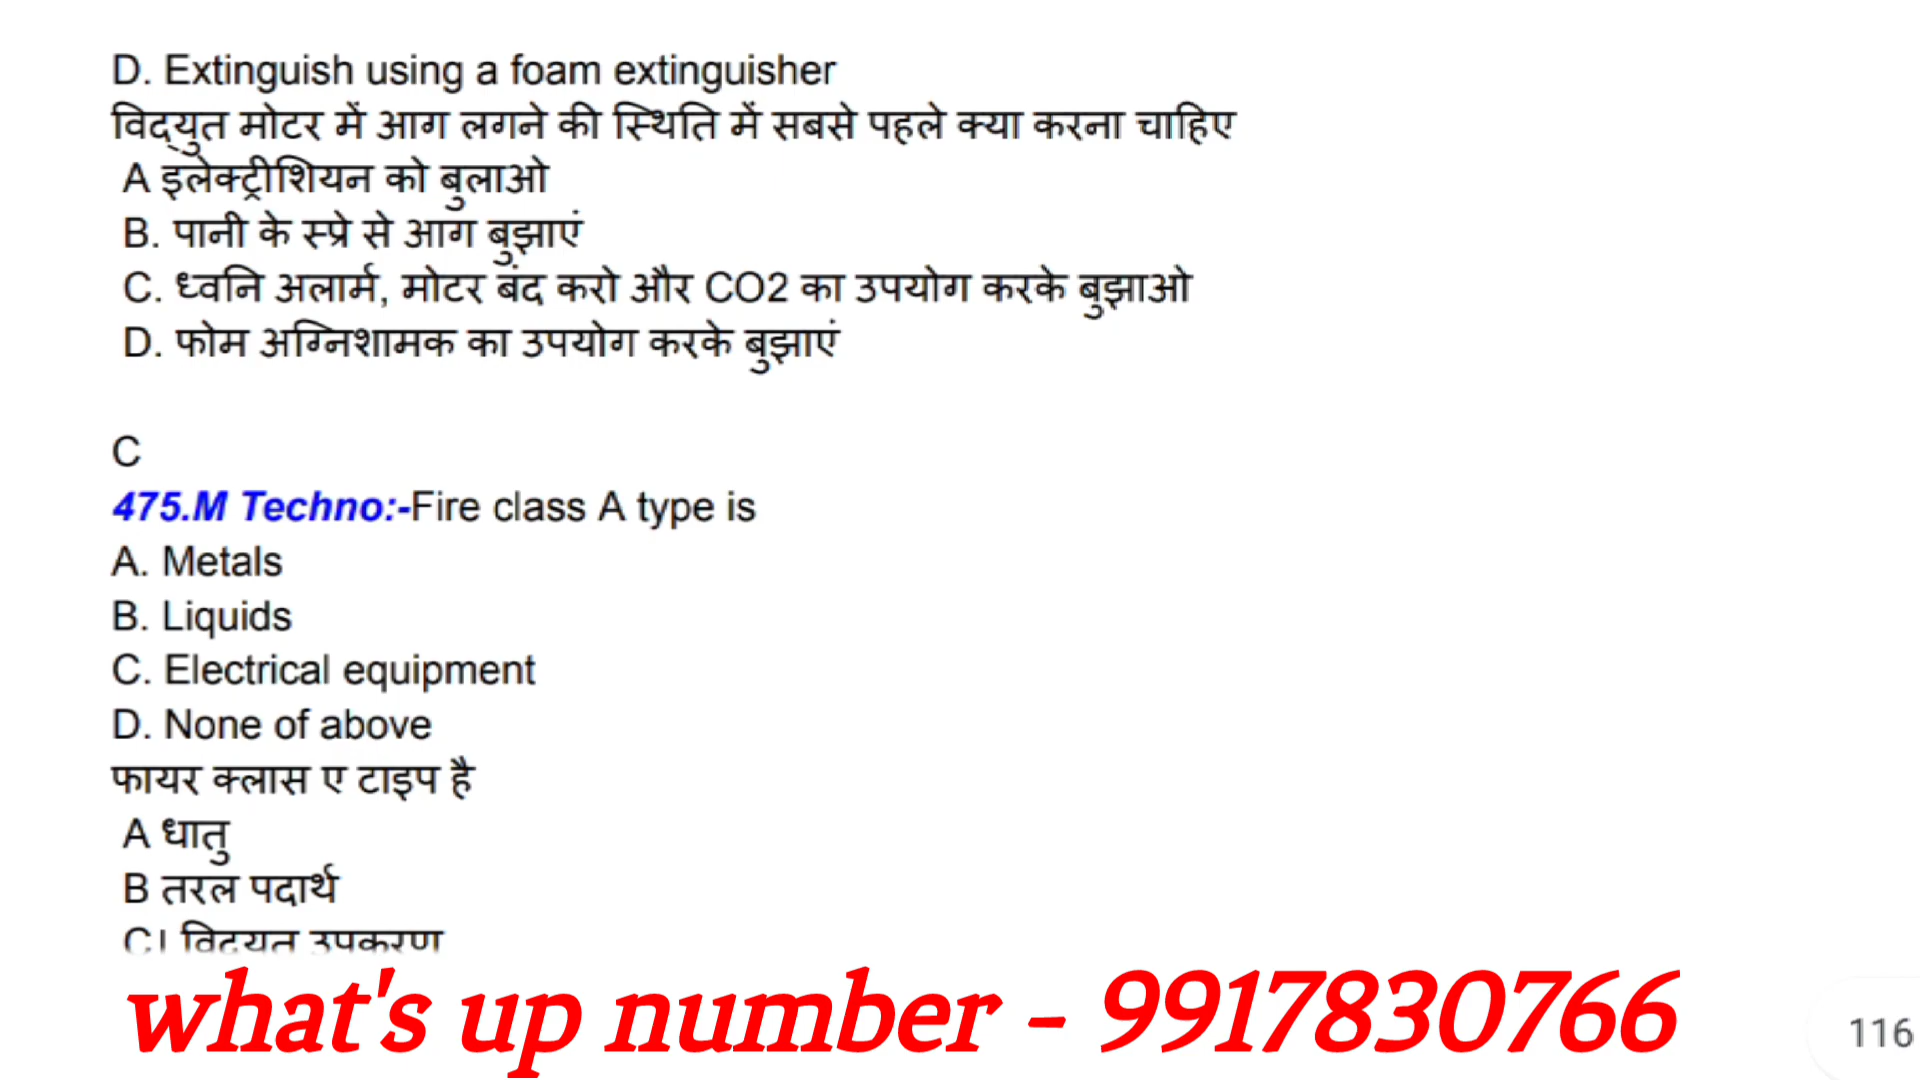 D. Extinguish using a foam extinguisher
विद्युत मोटर में आग लगने की स्थिति में सबसे पहले क्या करना चाहिए
A इलेक्ट्रीशियन को बुलाओ
B. पानी के स्प्रे से आग बुझाएं
C. ध्वनि अलार्म, मोटर बंद करो और CO2 का उपयोग करके बुझाओ
D. फोम अग्निशामक का उपयोग करके बुझाएं
C
475.M Techno:-Fire class A type is
A. Metals
B. Liquids
C. Electrical equipment
D. None of above
फायर क्लास ए टाइप है
A धातु
B तरल पदार्थ
C। विद्युत उपकरण
what's up number - 9917830766
116